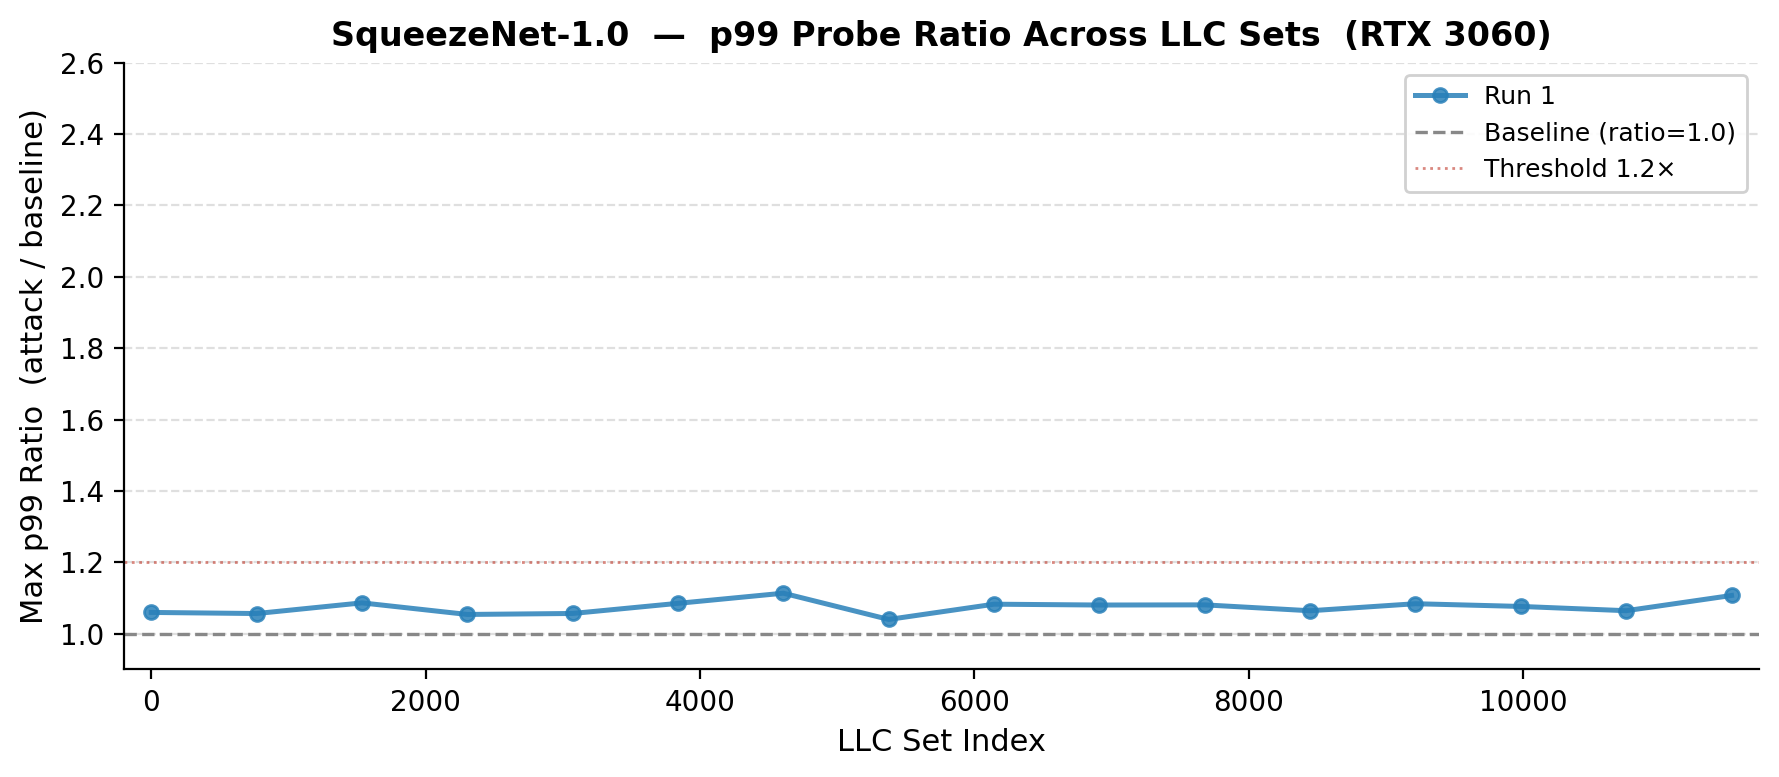 SqueezeNet-1.0 — p99 Probe Ratio Across LLC Sets (RTX 3060)
Max p99 Ratio (attack / baseline)
2.6
2.4
2.2
2.0
1.8
1.6
1.4
1.2
1.0
Run 1
Baseline (ratio=1.0)
Threshold 1.2×
0 2000 4000 6000 8000 10000
LLC Set Index